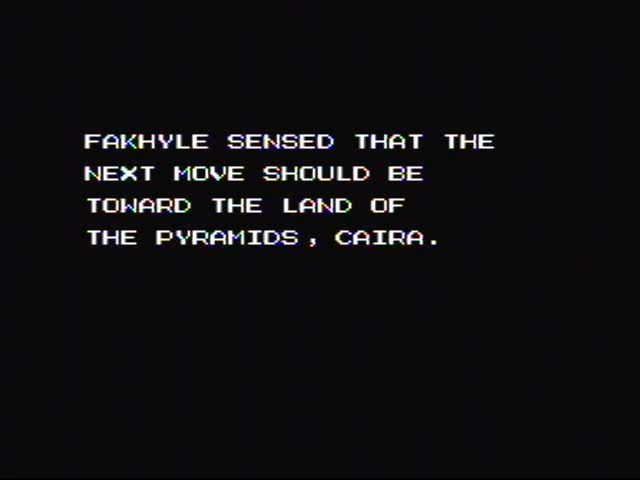 FAKHYLE SENSED THAT THE
NEXT MOVE SHOULD BE
TOWARD THE LAND OF
THE PYRAMIDS, CAIRA.